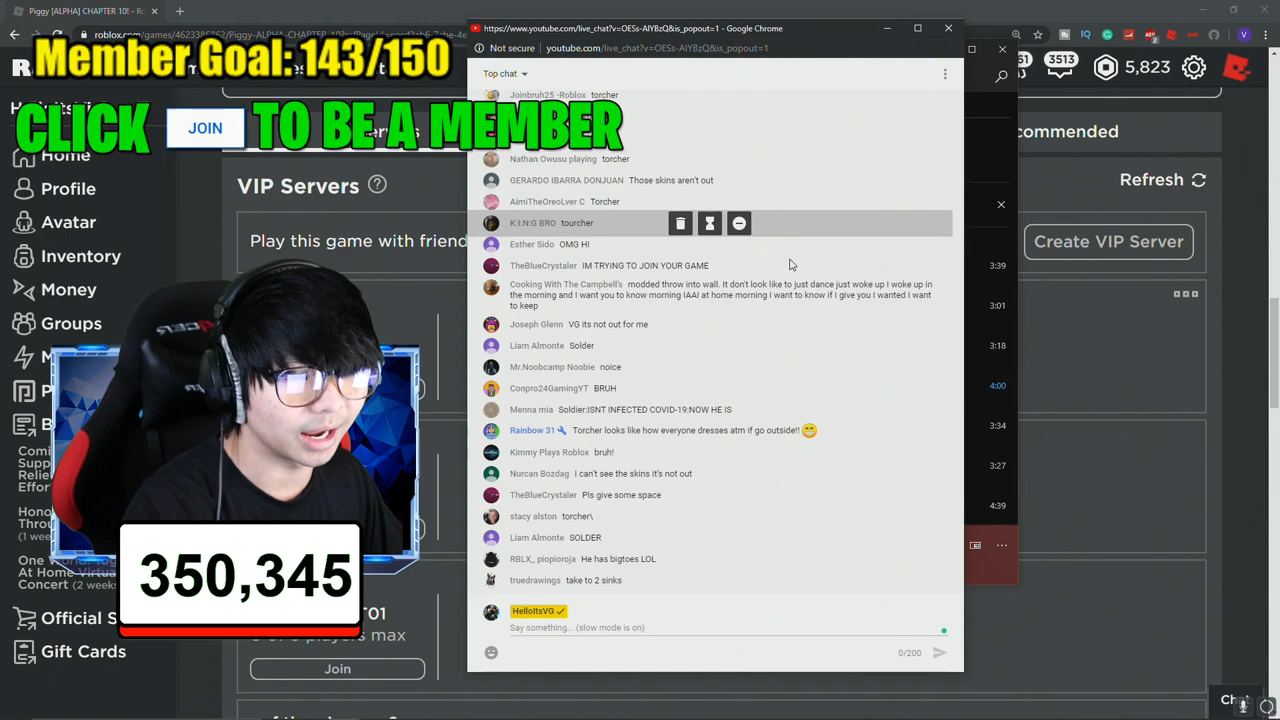 https://www.youtube.com/live_chat?v=OESs-AIYBzQ&is_popout=1 - Google Chrome
Not secure youtube.com/live_chat?v=OESs-AIYBzQ&is_popout=1
roblox.com/games/4623386862/Piggy-CHAPTER
Member Goal: 143/150
CLICK JOIN TO BE A MEMBER
61 3513 5,823
Home
Profile
Avatar
Inventory
Money
Groups
Official S
Gift Cards
VIP Servers
Play this game with friend
Refresh
Create VIP Server
3:39
3:01
3:18
4:00
3:34
3:27
4:39
Top chat
Joinbruh25 -Roblox torcher
Nathan Owusu playing torcher
GERARDO IBARRA DONJUAN Those skins aren't out
AimiTheOreoLver C Torcher
K:I:N:G BRO tourcher
Esther Sido OMG HI
TheBlueCrystaler IM TRYING TO JOIN YOUR GAME
Cooking With The Campbell's modded throw into wall. It don't look like to just dance just woke up I woke up in
the morning and I want you to know morning IAAI at home morning I want to know if I give you I wanted I want
to keep
Joseph Glenn VG its not out for me
Liam Almonte Solder
Mr.Noobcamp Noobie noice
Conpro24GamingYT BRUH
Menna mia Soldier:ISNT INFECTED COVID-19:NOW HE IS
Rainbow 31 Torcher looks like how everyone dresses atm if go outside!!
Kimmy Plays Roblox bruh!
Nurcan Bozdag I can't see the skins it's not out
TheBlueCrystaler Pls give some space
stacy alston torcher\
Liam Almonte SOLDER
RBLX_ piopioroja He has bigtoes LOL
truedrawings take to 2 sinks
HelloItsVG
Say something... (slow mode is on)
0/200
350,345
players max
Join
Chat